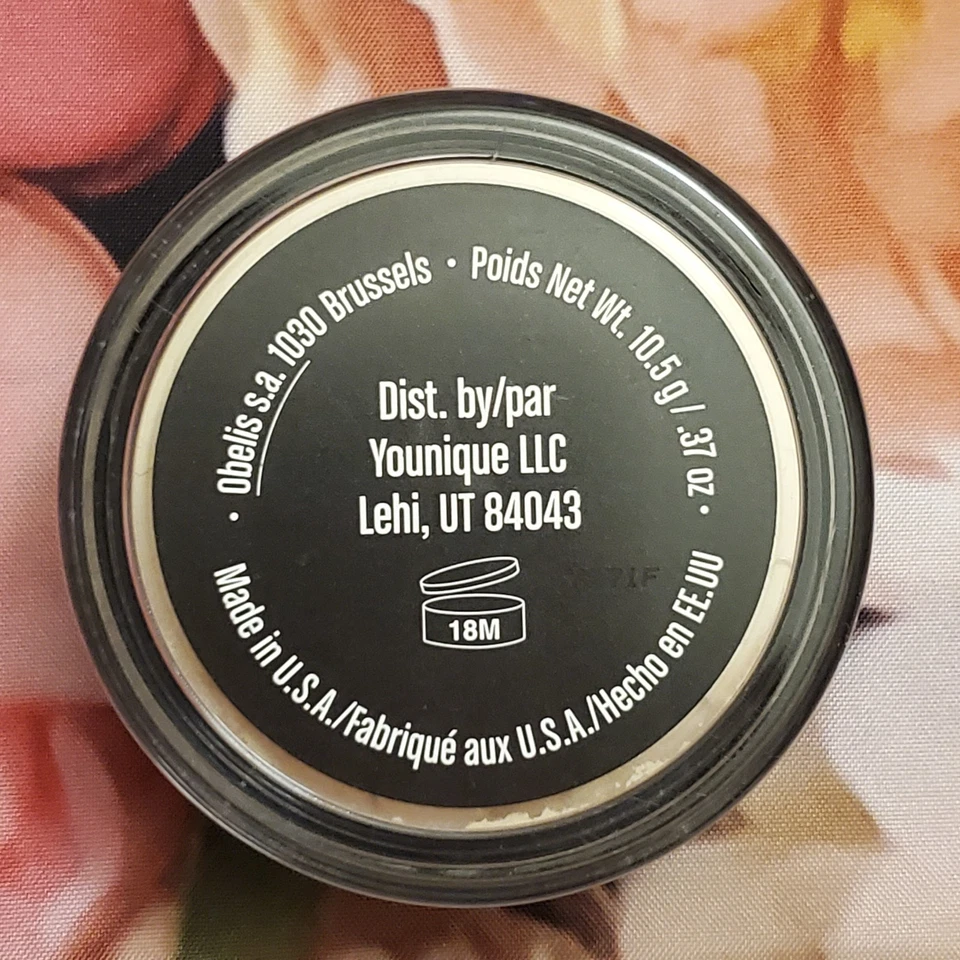 • Obelis s.a. 1030 Brussels • Poids Net Wt. 10.5 g / .37 oz •
Dist. by/par
Younique LLC
Lehi, UT 84043
18M
Made in U.S.A./Fabriqué aux U.S.A./Hecho en EE.UU